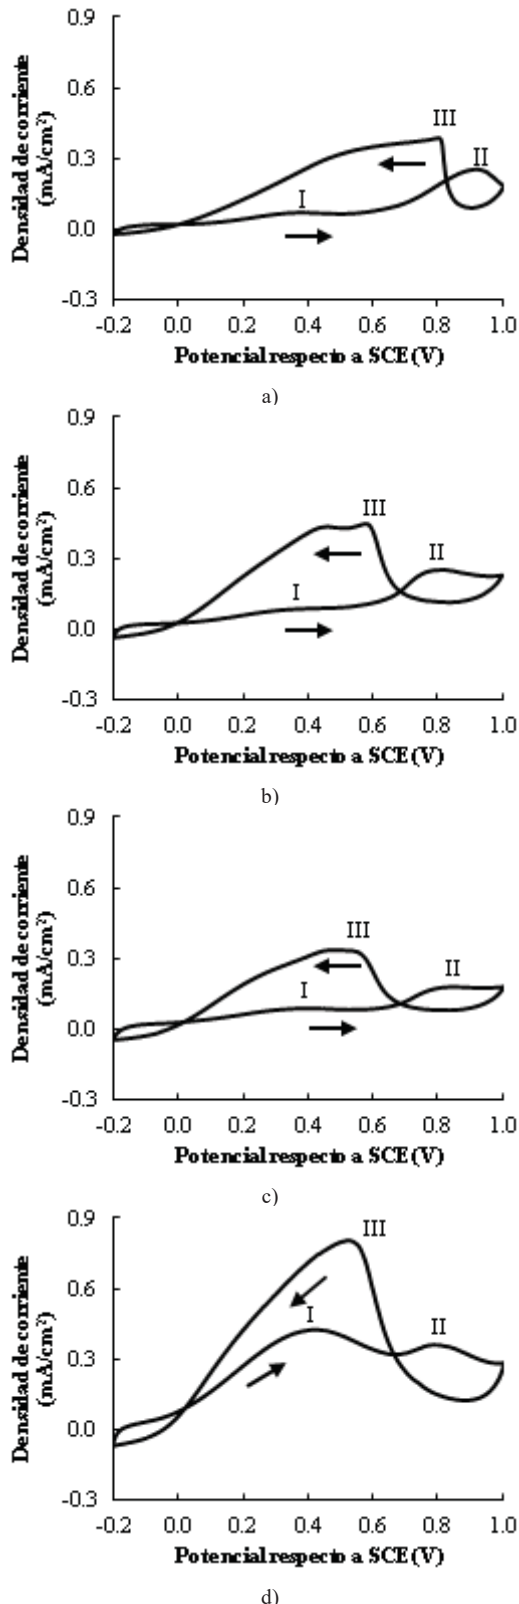 0.9
0.6
0.3
0.0
-0.3
Densidad de corriente
(mA/cm²)
III
II
I
-0.2 0.0 0.2 0.4 0.6 0.8 1.0
Potencial respecto a SCE (V)
a)
0.9
0.6
0.3
0.0
-0.3
Densidad de corriente
(mA/cm²)
III
II
I
-0.2 0.0 0.2 0.4 0.6 0.8 1.0
Potencial respecto a SCE (V)
b)
0.9
0.6
0.3
0.0
-0.3
Densidad de corriente
(mA/cm²)
III
II
I
-0.2 0.0 0.2 0.4 0.6 0.8 1.0
Potencial respecto a SCE (V)
c)
0.9
0.6
0.3
0.0
-0.3
Densidad de corriente
(mA/cm²)
III
I
II
-0.2 0.0 0.2 0.4 0.6 0.8 1.0
Potencial respecto a SCE (V)
d)